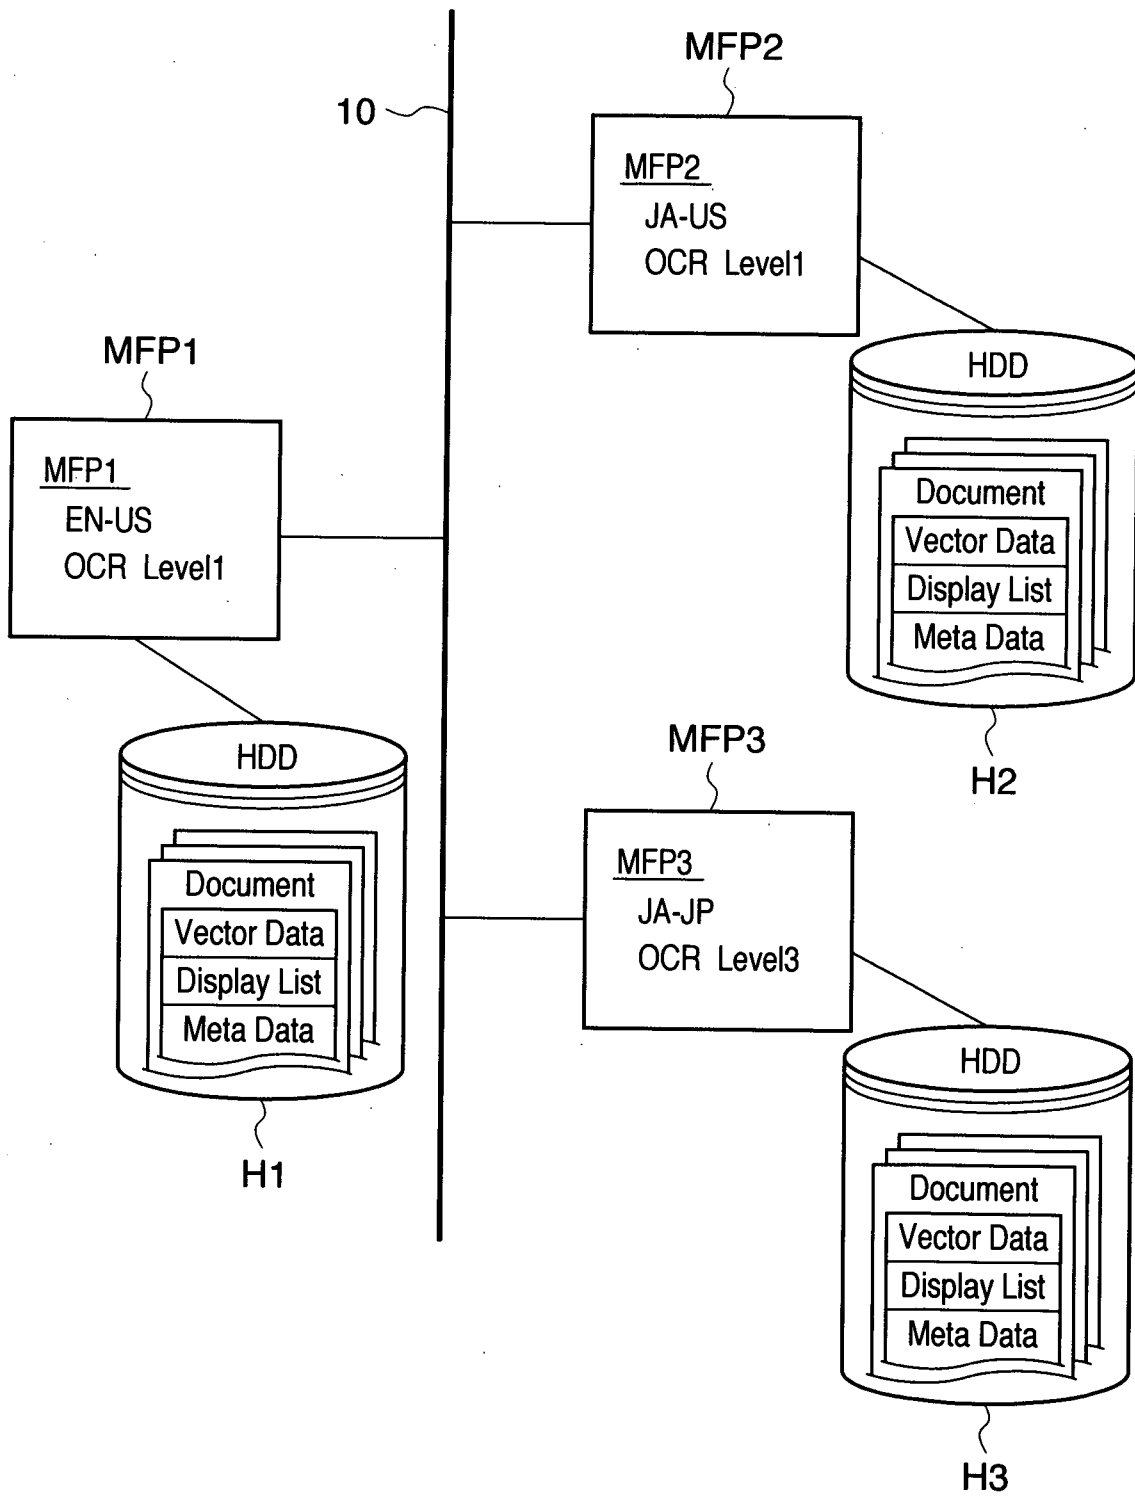 MFP2
10
MFP2
JA-US
OCR Level1
HDD
Document
Vector Data
Display List
Meta Data
H2
MFP1
MFP1
EN-US
OCR Level1
HDD
Document
Vector Data
Display List
Meta Data
H1
MFP3
MFP3
JA-JP
OCR Level3
HDD
Document
Vector Data
Display List
Meta Data
H3